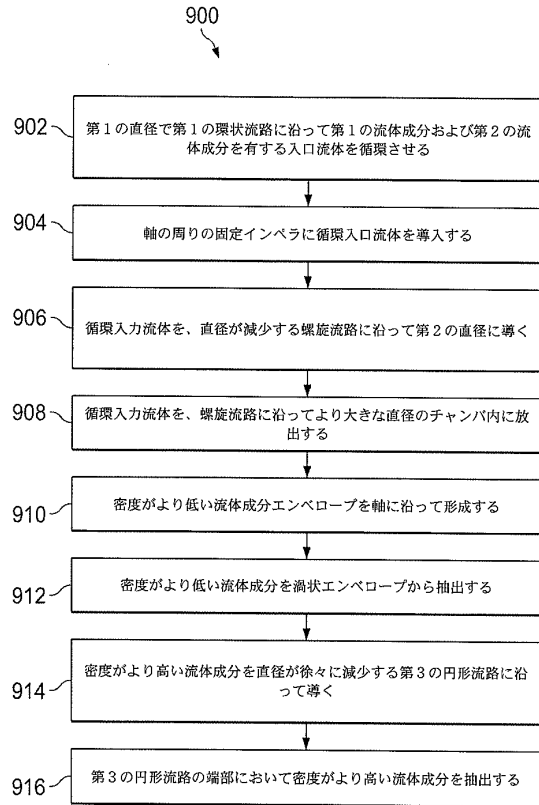 900
902
第1の直径で第1の環状流路に沿って第1の流体成分および第2の流
体成分を有する入口流体を循環させる
904
軸の周りの固定インペラに循環入口流体を導入する
906
循環入力流体を、直径が減少する螺旋流路に沿って第2の直径に導く
908
循環入力流体を、螺旋流路に沿ってより大きな直径のチャンバ内に放
出する
910
密度がより低い流体成分エンベロープを軸に沿って形成する
912
密度がより低い流体成分を渦状エンベロープから抽出する
914
密度がより高い流体成分を直径が徐々に減少する第3の円形流路に沿
って導く
916
第3の円形流路の端部において密度がより高い流体成分を抽出する